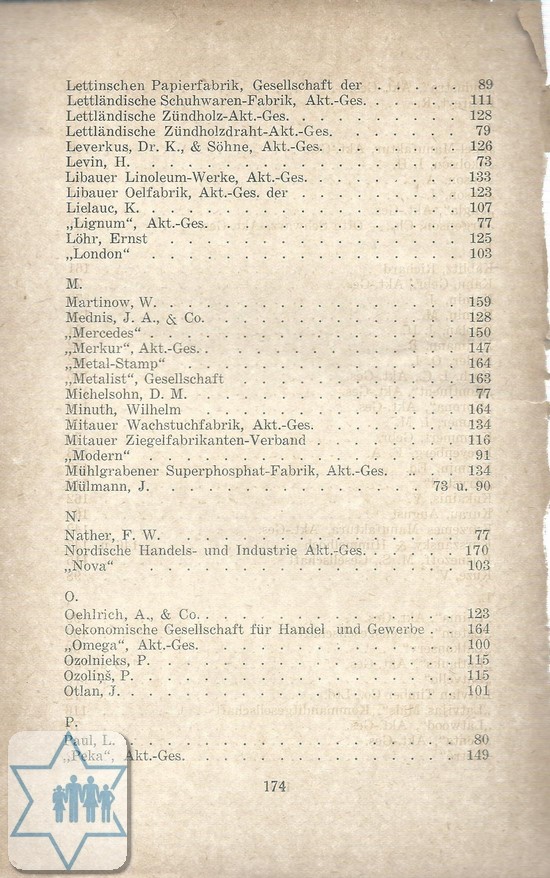 Lettinschen Papierfabrik, Gesellschaft der . . . . . 89
Lettländische Schuhwaren-Fabrik, Akt.-Ges. . . . . . 111
Lettländische Zündholz-Akt.-Ges. . . . . . . . . . 128
Lettländische Zündholzdraht-Akt.-Ges. . . . . . . . 79
Leverkus, Dr. K., & Söhne, Akt.-Ges. . . . . . . . 126
Levin, H. . . . . . . . . . . . . . . . . . 73
Libauer Linoleum-Werke, Akt.-Ges. . . . . . . . . 133
Libauer Oelfabrik, Akt.-Ges. der . . . . . . . . . 123
Lielauc, K. . . . . . . . . . . . . . . . . 107
„Lignum", Akt.-Ges. . . . . . . . . . . . . . 77
Löhr, Ernst . . . . . . . . . . . . . . . 125
„London" . . . . . . . . . . . . . . . . 103
M.
Martinow, W. . . . . . . . . . . . . . . . 159
Mednis, J. A., & Co. . . . . . . . . . . . . 128
„Mercedes" . . . . . . . . . . . . . . . 150
„Merkur", Akt.-Ges. . . . . . . . . . . . . . 147
„Metal-Stamp" . . . . . . . . . . . . . . 164
„Metalist", Gesellschaft . . . . . . . . . . . 163
Michelsohn, D. M. . . . . . . . . . . . . . 77
Minuth, Wilhelm . . . . . . . . . . . . . 164
Mitauer Wachstuchfabrik, Akt.-Ges. . . . . . . . . 134
Mitauer Ziegelfabrikanten-Verband . . . . . . . . 116
„Modern" . . . . . . . . . . . . . . . . 91
Mühlgrabener Superphosphat-Fabrik, Akt.-Ges. . . . . 134
Mülmann, J. . . . . . . . . . . . . . . 73 u. 90
N.
Nather, F. W. . . . . . . . . . . . . . . . 77
Nordische Handels- und Industrie Akt.-Ges. . . . . . 170
„Nova" . . . . . . . . . . . . . . . . . 103
O.
Oehlrich, A., & Co. . . . . . . . . . . . . . 123
Oekonomische Gesellschaft für Handel und Gewerbe . . 164
„Omega", Akt.-Ges. . . . . . . . . . . . . . 100
Ozolnieks, P. . . . . . . . . . . . . . . . 115
Ozoliņš, P. . . . . . . . . . . . . . . . . 115
Otlan, J. . . . . . . . . . . . . . . . . . 101
P.
Paul, L. . . . . . . . . . . . . . . . . . 80
„Peka", Akt.-Ges. . . . . . . . . . . . . . . 149
174